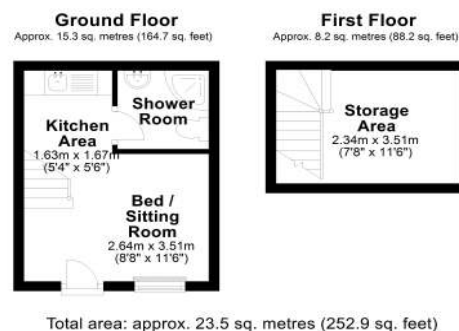 Ground Floor
Approx. 15.3 sq. metres (164.7 sq. feet)
Shower
Room
Kitchen
Area
1.63m x 1.67m
(5'4" x 5'6")
Bed /
Sitting
Room
2.64m x 3.51m
(8'8" x 11'6")
First Floor
Approx. 8.2 sq. metres (88.2 sq. feet)
Storage
Area
2.34m x 3.51m
(7'8" x 11'6")
Total area: approx. 23.5 sq. metres (252.9 sq. feet)